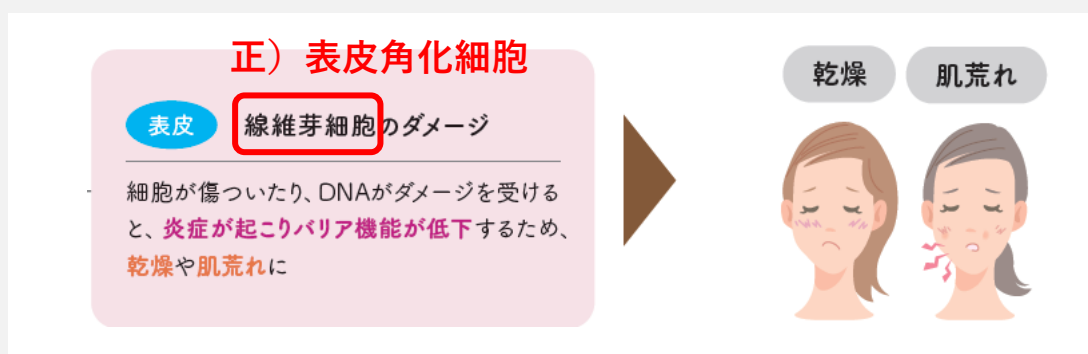 正）表皮角化細胞
表皮 線維芽細胞のダメージ
細胞が傷ついたり、DNAがダメージを受ける
と、炎症が起こりバリア機能が低下するため、
乾燥や肌荒れに
乾燥 肌荒れ